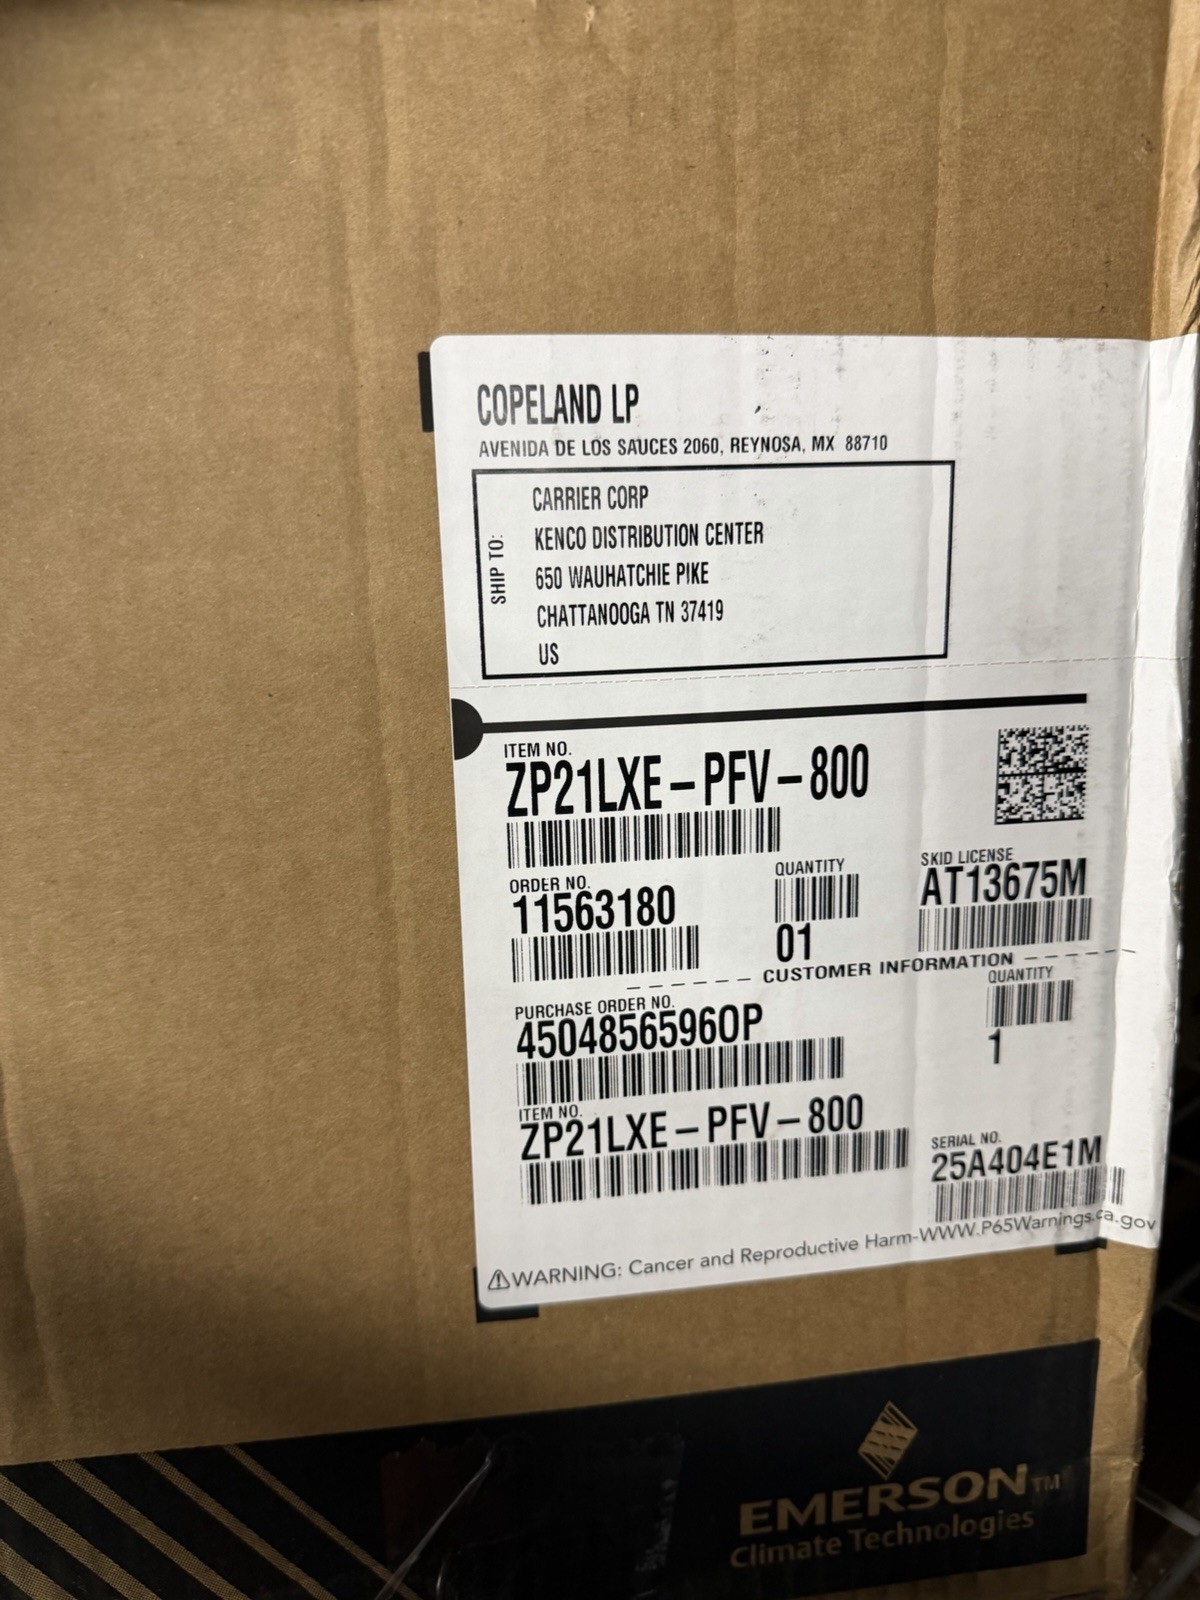 COPELAND LP
AVENIDA DE LOS SAUCES 2060, REYNOSA, MX 88710
SHIP TO:
CARRIER CORP
KENCO DISTRIBUTION CENTER
650 WAUHATCHIE PIKE
CHATTANOOGA TN 37419
US
ITEM NO.
ZP21LXE-PFV-800
ORDER NO.
11563180
QUANTITY
01
SKID LICENSE
AT13675M
CUSTOMER INFORMATION
PURCHASE ORDER NO.
4504856596OP
QUANTITY
1
ITEM NO.
ZP21LXE-PFV-800
SERIAL NO.
25A404E1M
⚠WARNING: Cancer and Reproductive Harm-WWW.P65Warnings.ca.gov
EMERSON™
Climate Technologies